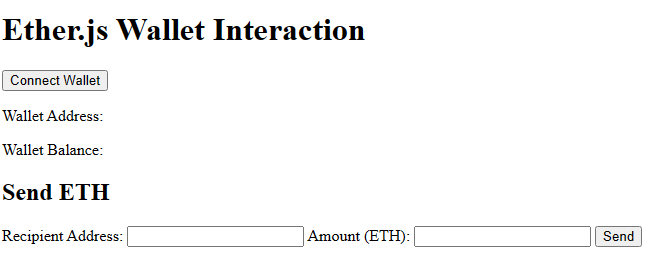 Ether.js Wallet Interaction
Connect Wallet
Wallet Address:
Wallet Balance:
Send ETH
Recipient Address: Amount (ETH): Send